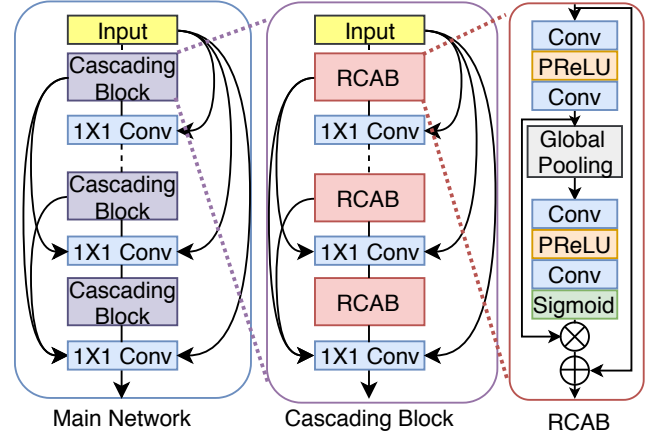 Input
Cascading
Block
1X1 Conv
Cascading
Block
1X1 Conv
Cascading
Block
1X1 Conv
Main Network
Input
RCAB
1X1 Conv
RCAB
1X1 Conv
RCAB
1X1 Conv
Cascading Block
Conv
PReLU
Conv
Global
Pooling
Conv
PReLU
Conv
Sigmoid
RCAB